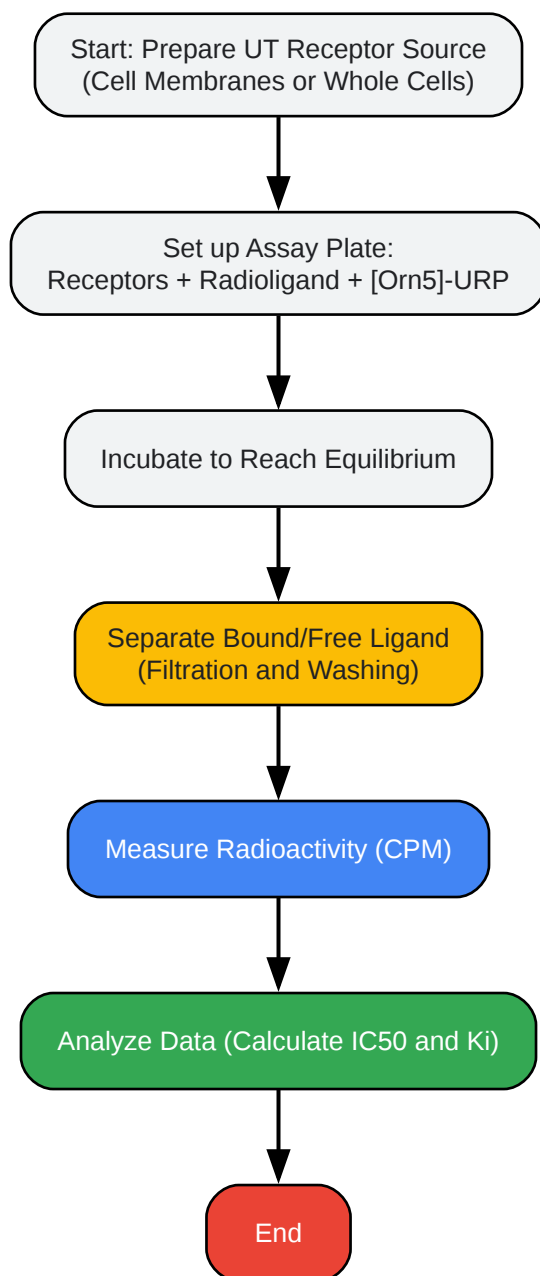 Start: Prepare UT Receptor Source
(Cell Membranes or Whole Cells)
Set up Assay Plate:
Receptors + Radioligand + [Orn5]-URP
Incubate to Reach Equilibrium
Separate Bound/Free Ligand
(Filtration and Washing)
Measure Radioactivity (CPM)
Analyze Data (Calculate IC50 and Ki)
End